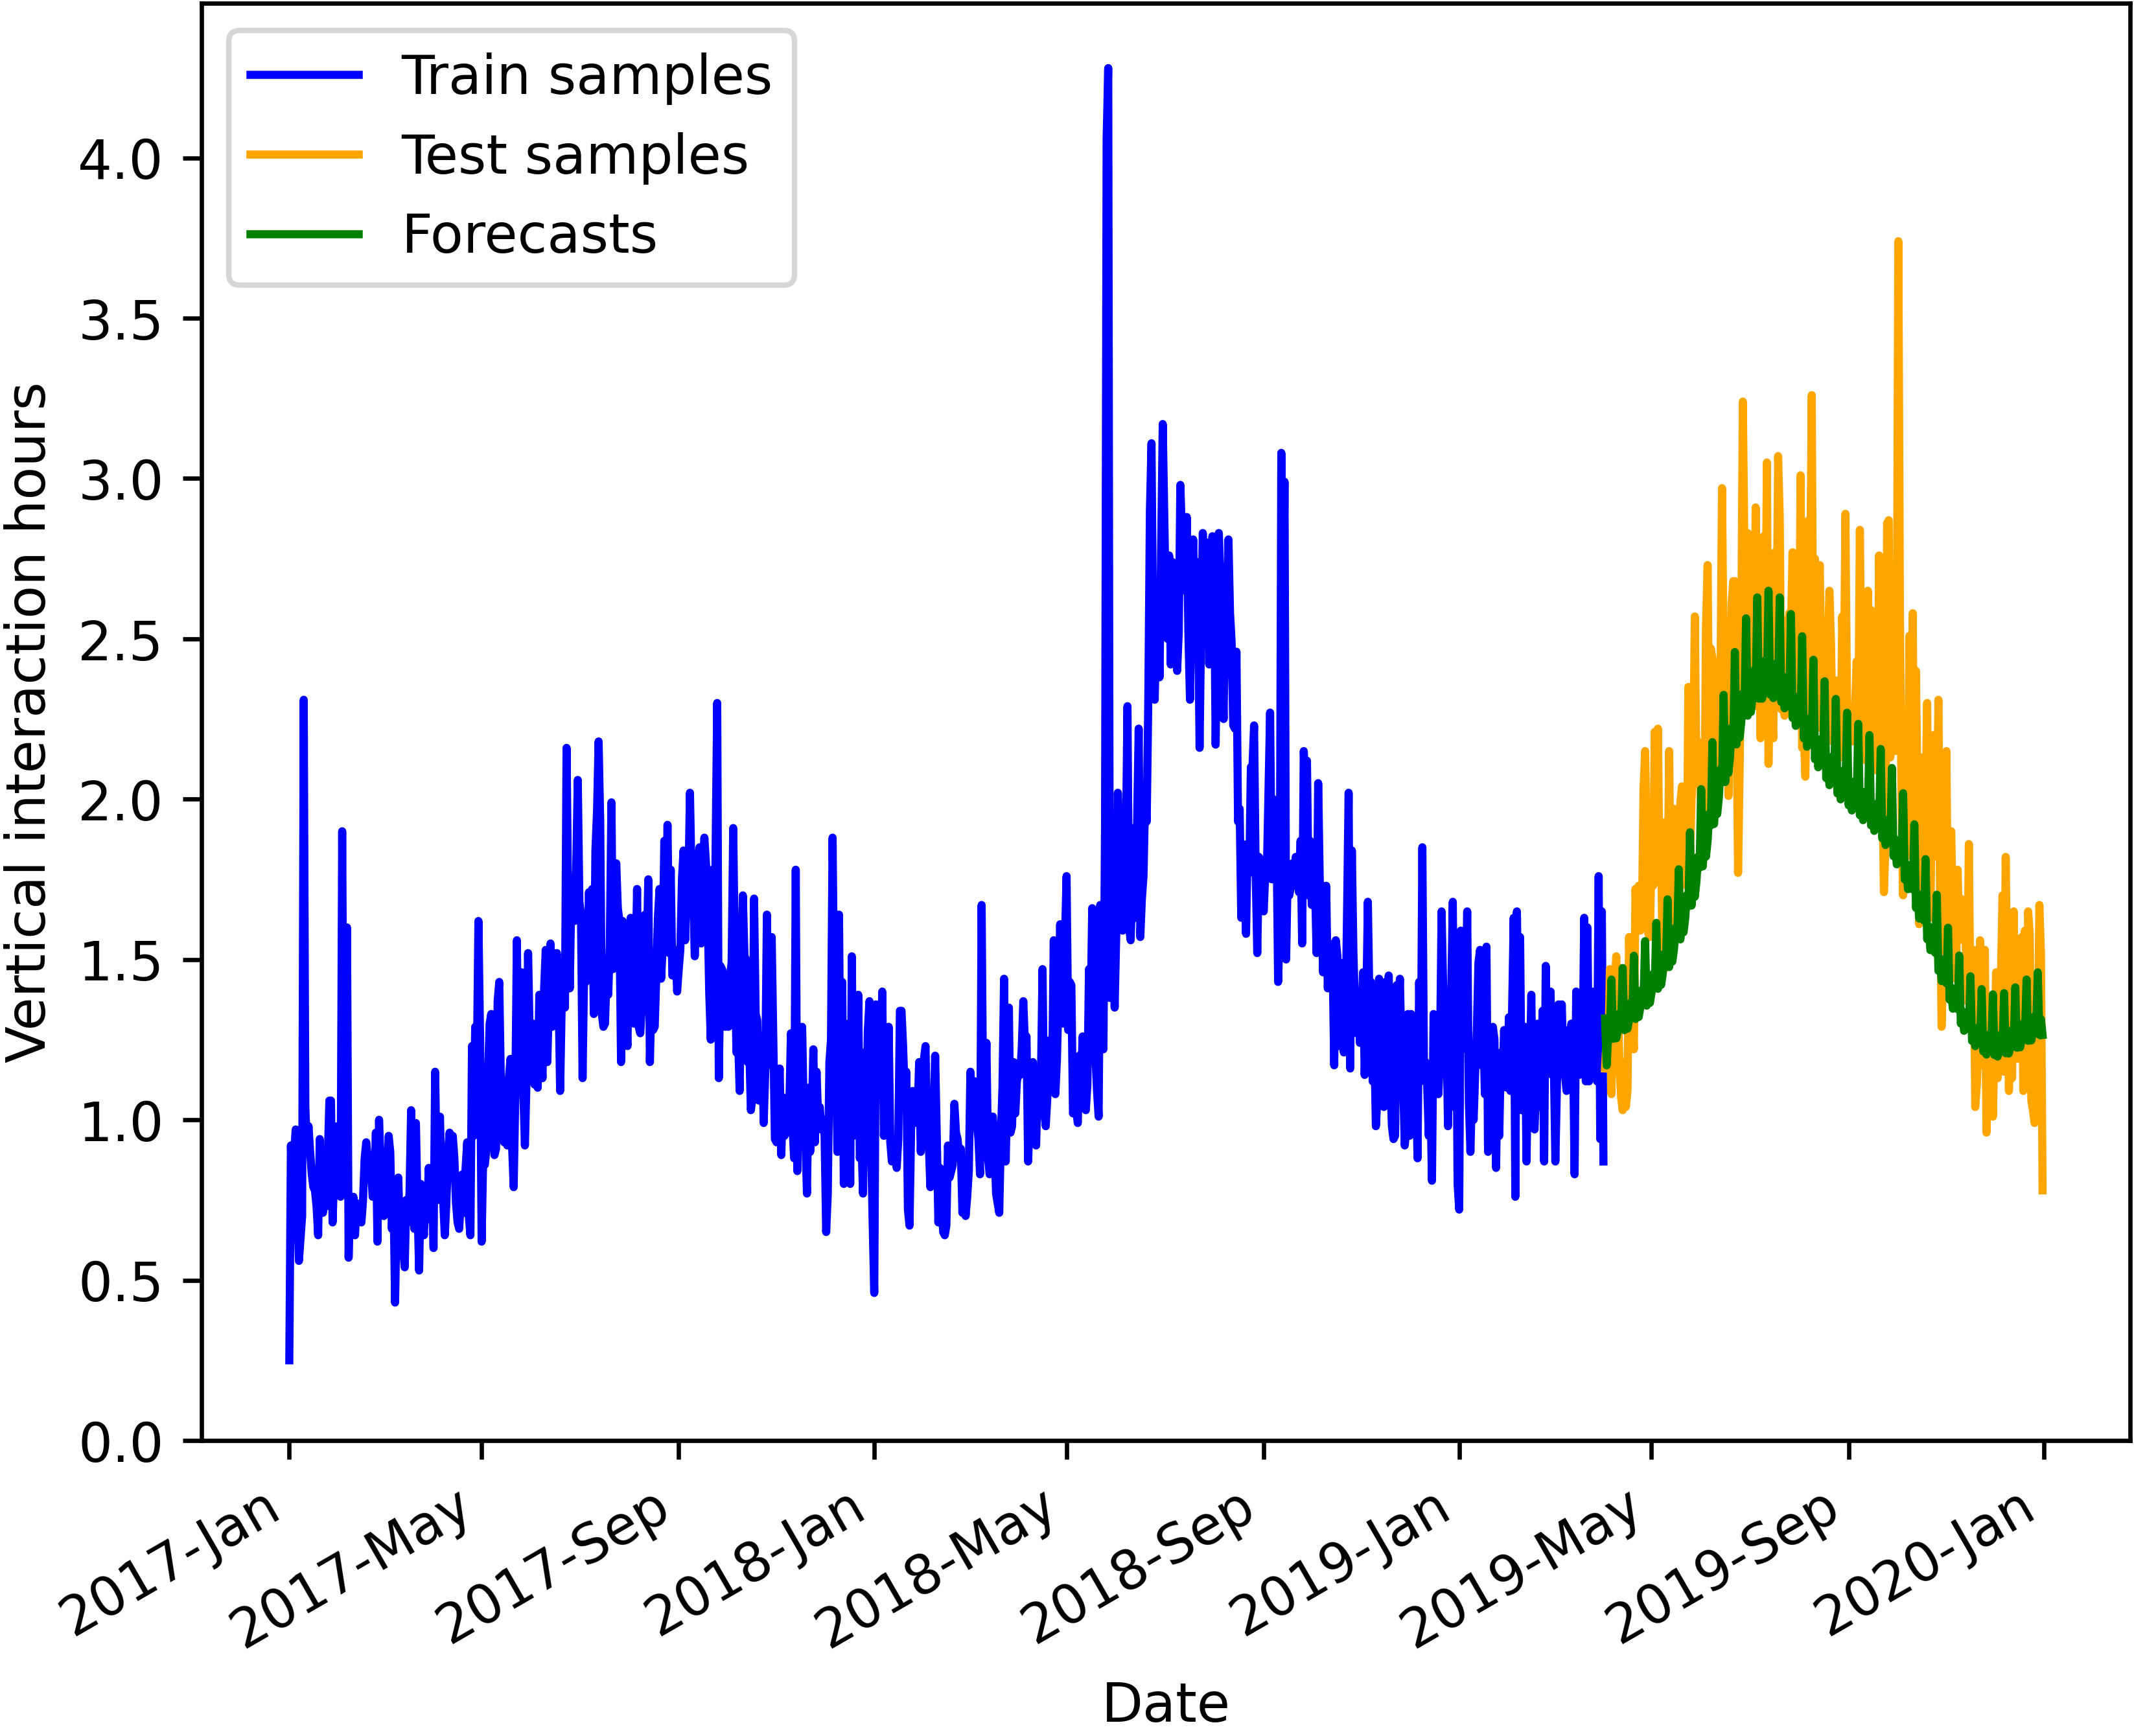 Train samples
Test samples
Forecasts
Vertical interaction hours
4.0
3.5
3.0
2.5
2.0
1.5
1.0
0.5
0.0
2017-Jan
2017-May
2017-Sep
2018-Jan
2018-May
2018-Sep
2019-Jan
2019-May
2019-Sep
2020-Jan
Date